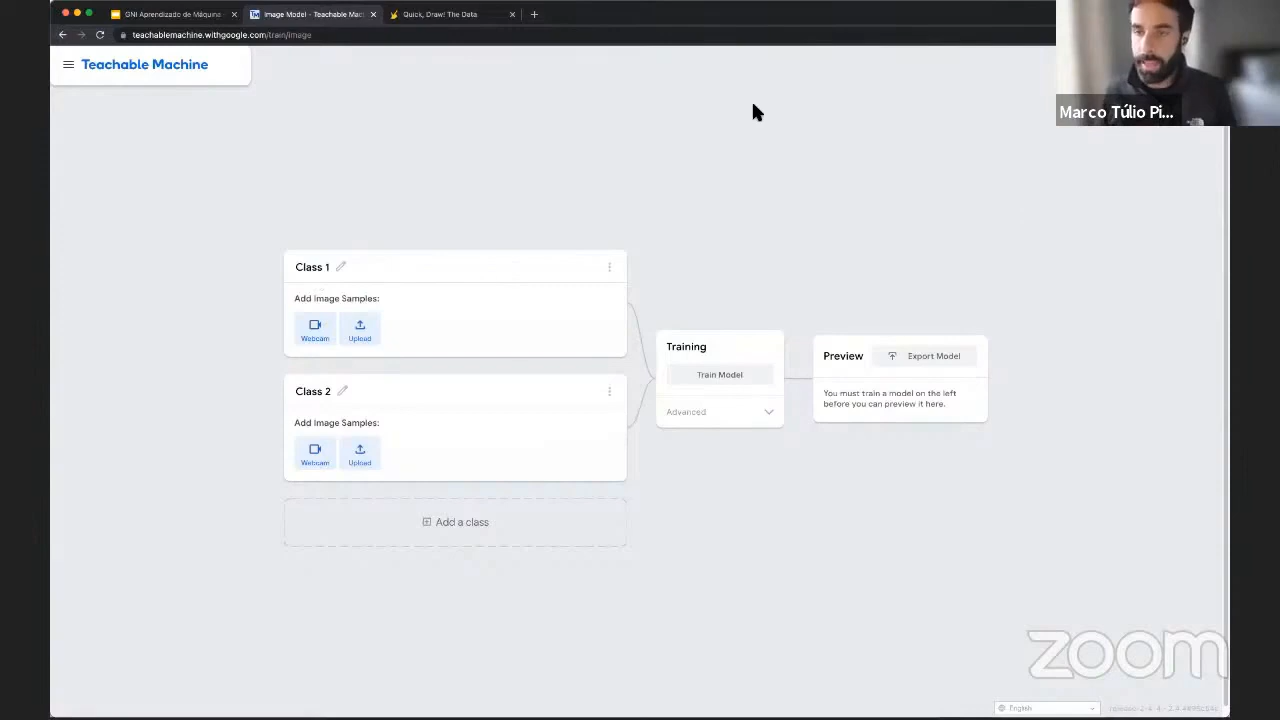 GNI Aprendizado de Máquina
Image Model - Teachable Mac
Quick, Draw! The Data
teachablemachine.withgoogle.com/train/image
Teachable Machine
Marco Túlio Pi...
Class 1
Add Image Samples:
Webcam
Upload
Class 2
Add Image Samples:
Webcam
Upload
Add a class
Training
Train Model
Advanced
Preview
Export Model
You must train a model on the left
before you can preview it here.
zoom
English